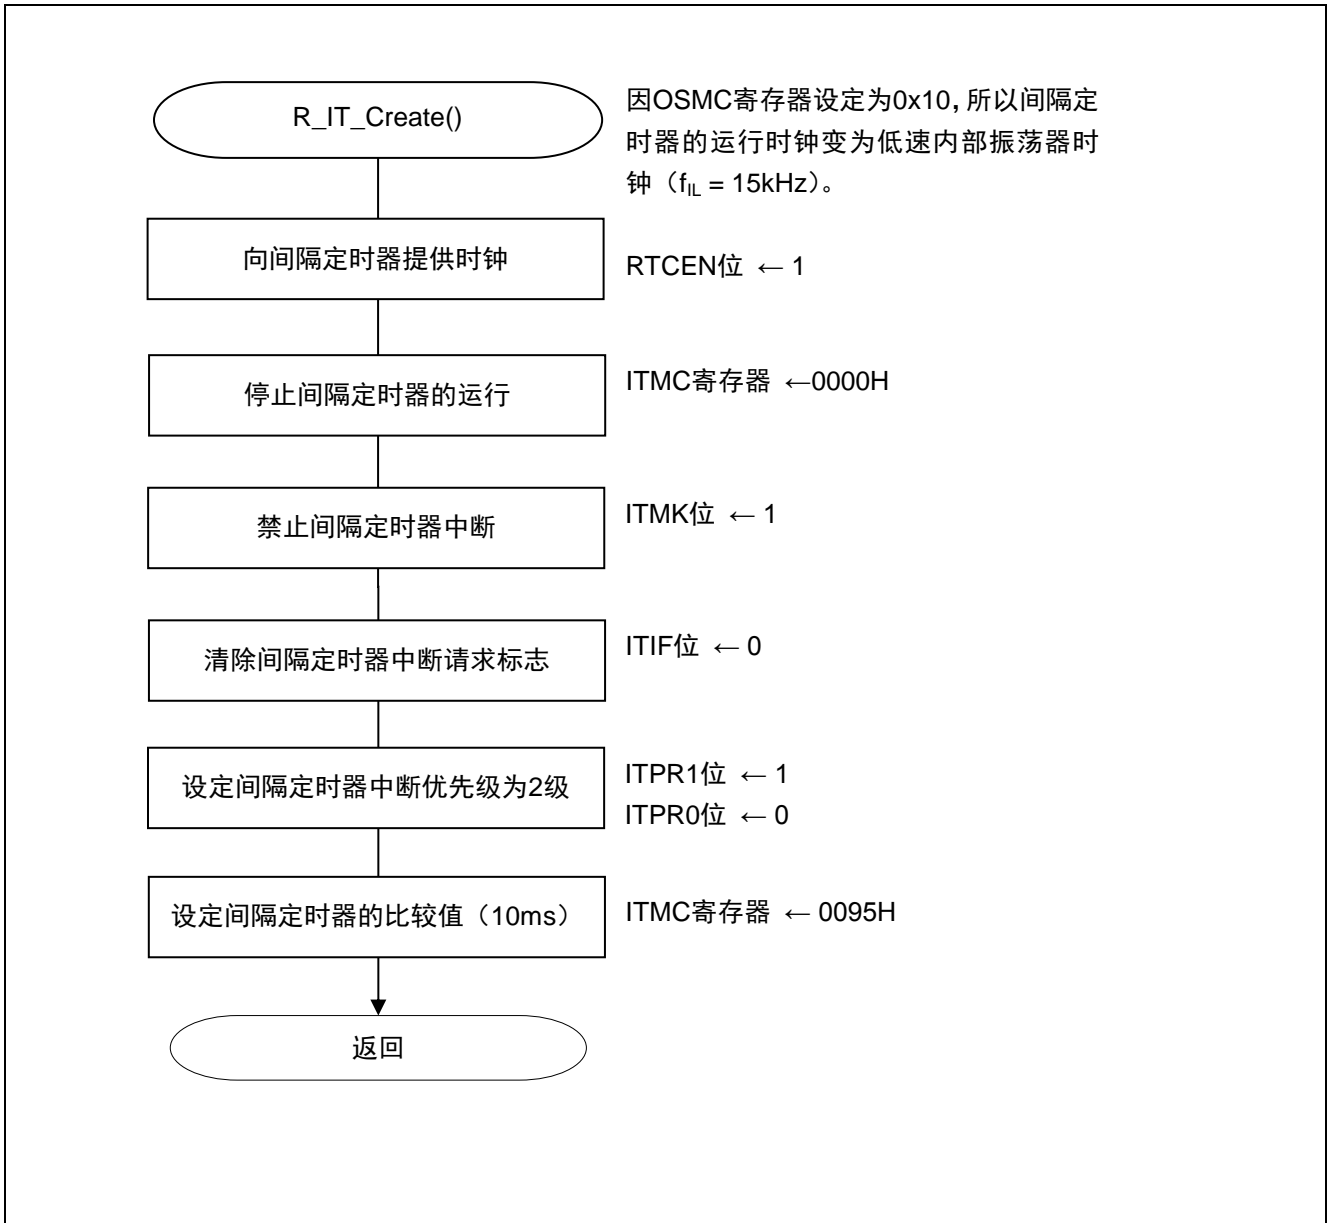 R_IT_Create()
因OSMC寄存器设定为0x10，所以间隔定
时器的运行时钟变为低速内部振荡器时
钟（fIL = 15kHz）。
向间隔定时器提供时钟
RTCEN位 ← 1
停止间隔定时器的运行
ITMC寄存器 ←0000H
禁止间隔定时器中断
ITMK位 ← 1
清除间隔定时器中断请求标志
ITIF位 ← 0
设定间隔定时器中断优先级为2级
ITPR1位 ← 1
ITPR0位 ← 0
设定间隔定时器的比较值（10ms）
ITMC寄存器 ← 0095H
返回